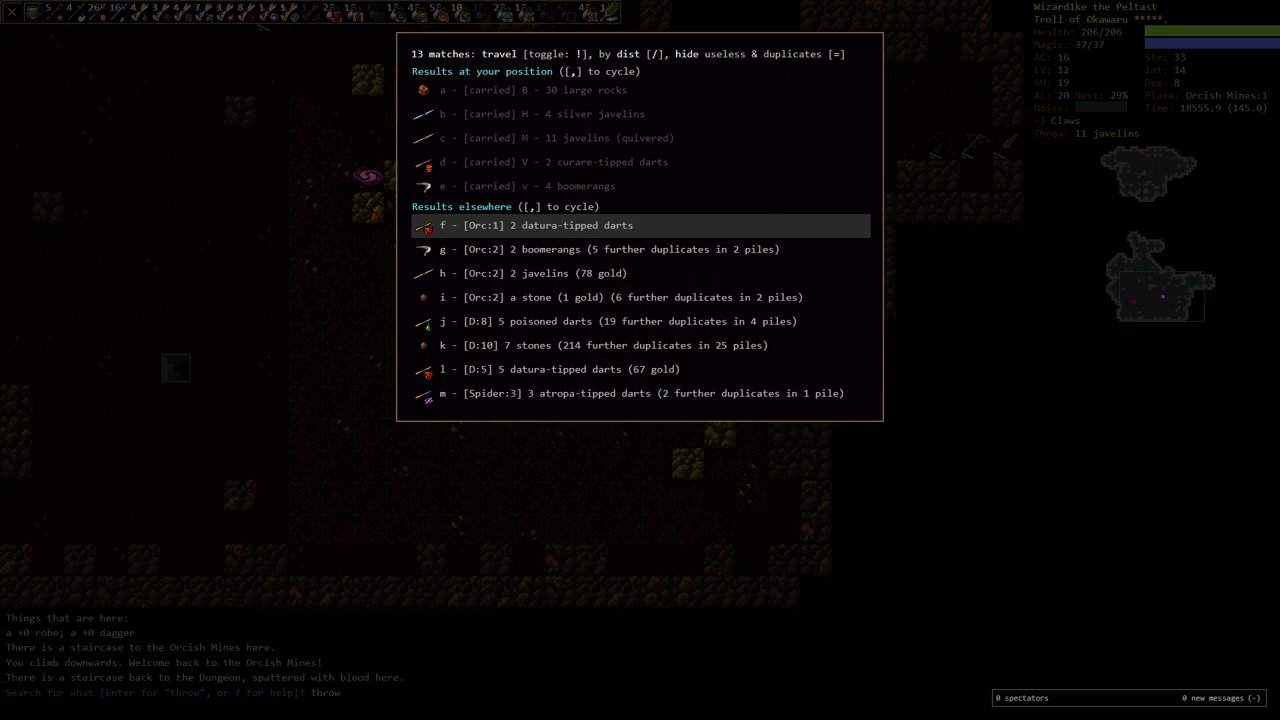 Wizard1ke the Peltast
Troll of Okawaru *****.
Health: 206/206
Magic: 37/37
AC: 16 Str: 33
EV: 12 Int: 14
SH: 19 Dex: 8
XL: 20 Next: 29% Place: Orcish Mines:1
Noise: Time: 18555.9 (145.0)
-) Claws
Throw: 11 javelins
13 matches: travel [toggle: !], by dist [/], hide useless & duplicates [=]
Results at your position ([,] to cycle)
a - [carried] B - 30 large rocks
b - [carried] H - 4 silver javelins
c - [carried] M - 11 javelins (quivered)
d - [carried] V - 2 curare-tipped darts
e - [carried] v - 4 boomerangs
Results elsewhere ([,] to cycle)
f - [Orc:1] 2 datura-tipped darts
g - [Orc:2] 2 boomerangs (5 further duplicates in 2 piles)
h - [Orc:2] 2 javelins (78 gold)
i - [Orc:2] a stone (1 gold) (6 further duplicates in 2 piles)
j - [D:8] 5 poisoned darts (19 further duplicates in 4 piles)
k - [D:10] 7 stones (214 further duplicates in 25 piles)
l - [D:5] 5 datura-tipped darts (67 gold)
m - [Spider:3] 3 atropa-tipped darts (2 further duplicates in 1 pile)
Things that are here:
a +0 robe; a +0 dagger
There is a staircase to the Orcish Mines here.
You climb downwards. Welcome back to the Orcish Mines!
There is a staircase back to the Dungeon, spattered with blood here.
Search for what [Enter for "throw", or ? for help]? throw
0 spectators 0 new messages (-)